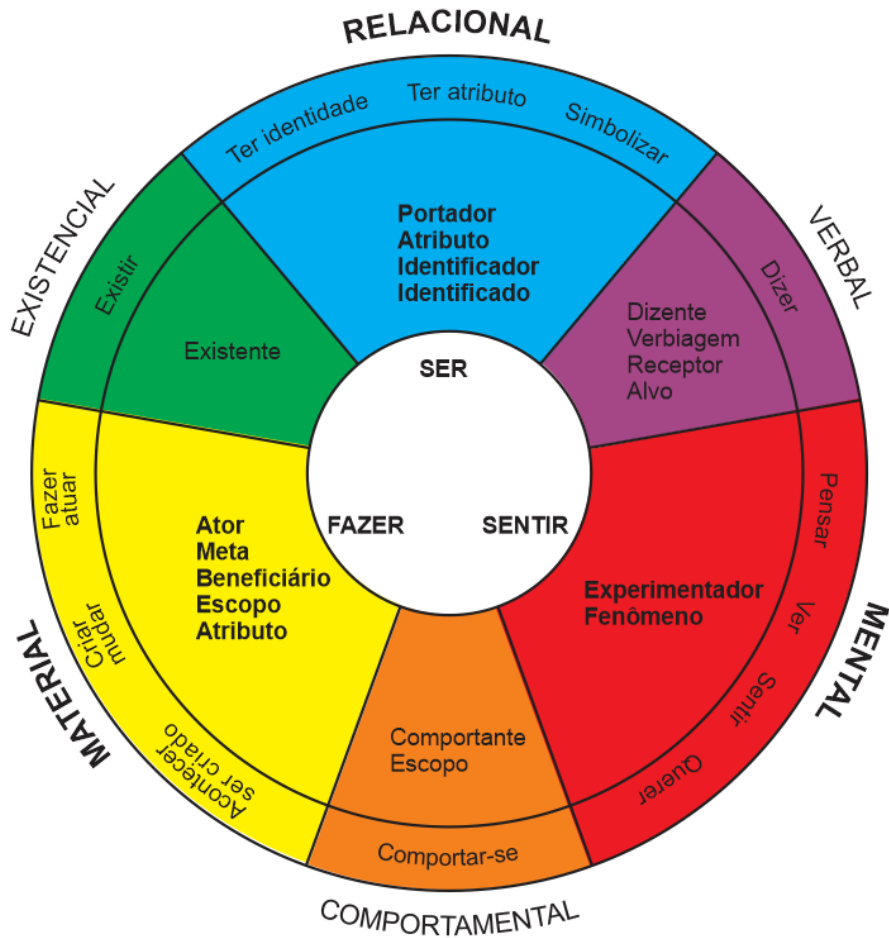 RELACIONAL
Ter identidade
Ter atributo
Simbolizar
Portador
Atributo
Identificador
Identificado
EXISTENCIAL
Existir
Existente
VERBAL
Dizer
Dizente
Verbiagem
Receptor
Alvo
SER
FAZER
SENTIR
MATERIAL
Fazer
atuar
Criar
mudar
Acontecer
ser criado
Ator
Meta
Beneficiário
Escopo
Atributo
MENTAL
Pensar
Ver
Sentir
Querer
Experimentador
Fenômeno
Comportante
Escopo
Comportar-se
COMPORTAMENTAL